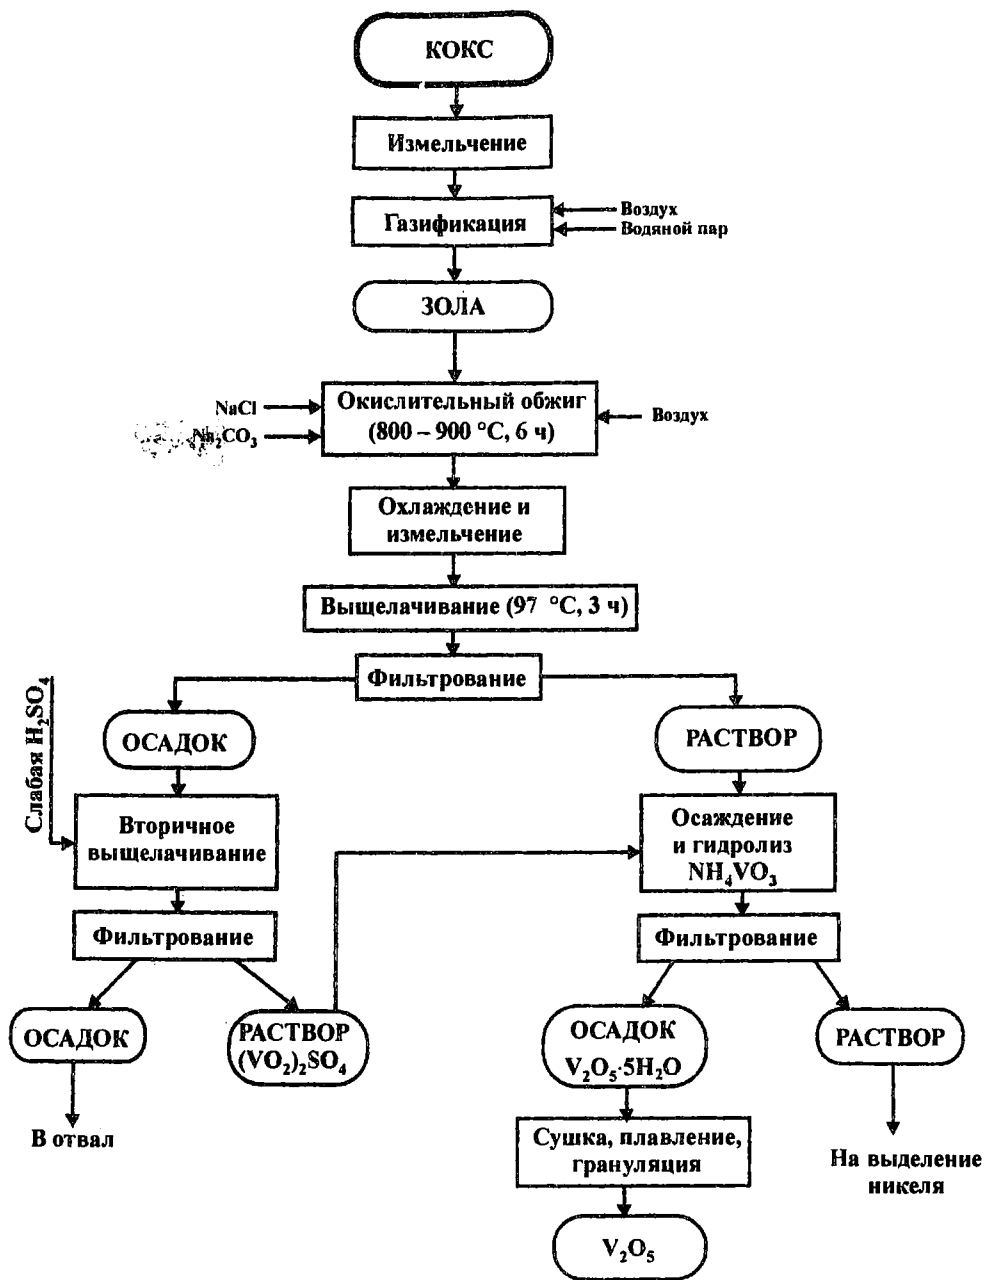 КОКС
Измельчение
Газификация
Воздух
Водяной пар
ЗОЛА
NaCl
Na₂CO₃
Окислительный обжиг
(800 – 900 °C, 6 ч)
Воздух
Охлаждение и
измельчение
Выщелачивание (97 °C, 3 ч)
Фильтрование
Слабая H₂SO₄
ОСАДОК
РАСТВОР
Вторичное
выщелачивание
Осаждение
и гидролиз
NH₄VO₃
Фильтрование
Фильтрование
ОСАДОК
РАСТВОР
(VO₂)₂SO₄
ОСАДОК
V₂O₅·5H₂O
РАСТВОР
В отвал
Сушка, плавление,
грануляция
На выделение
никеля
V₂O₅